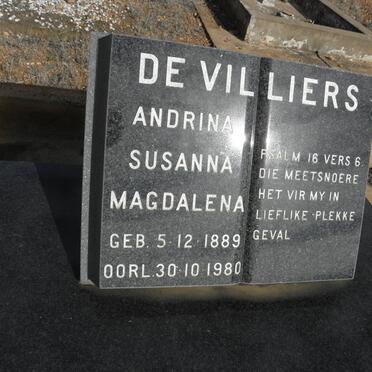 DE VILLIERS
ANDRINA
SUSANNA
MAGDALENA
GEB. 5·12·1889
OORL. 30·10·1980
PSALM 16 VERS 6
DIE MEETSNOERE
HET VIR MY IN
LIEFLIKE·PLEKKE
GEVAL